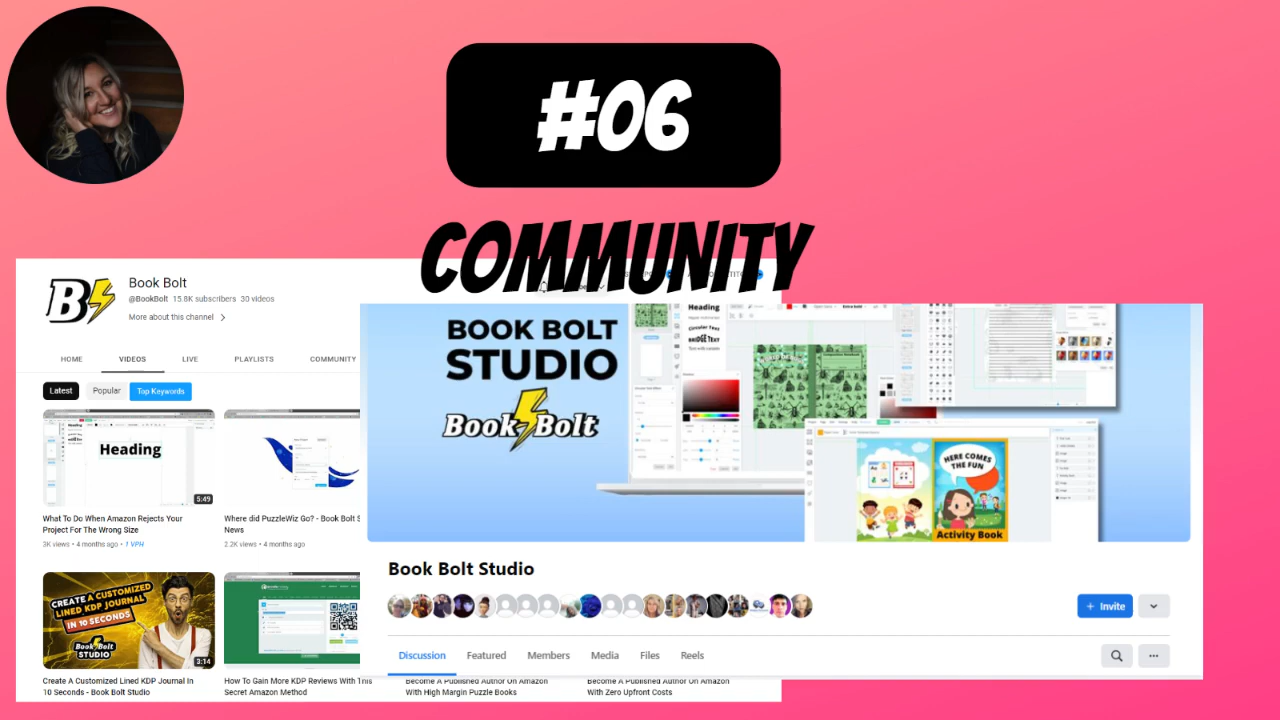 #06
COMMUNITY
Book Bolt
@BookBolt 15.8K subscribers 30 videos
More about this channel
HOME VIDEOS LIVE PLAYLISTS COMMUNITY
Latest Popular Top Keywords
Heading
5:49
What To Do When Amazon Rejects Your
Project For The Wrong Size
3K views • 4 months ago • 1 VPH
Where did PuzzleWiz Go? - Book Bolt S
News
2.2K views • 4 months ago
CREATE A CUSTOMIZED
LINED KDP JOURNAL
IN 10 SECONDS
Book Bolt
STUDIO
3:14
Create A Customized Lined KDP Journal In
10 Seconds - Book Bolt Studio
How To Gain More KDP Reviews With This
Secret Amazon Method
Become A Published Author On Amazon
With High Margin Puzzle Books
Become A Published Author On Amazon
With Zero Upfront Costs
BOOK BOLT
STUDIO
Book Bolt
Heading
Circular Text
BRIDGE TEXT
HERE COMES
THE FUN
Activity Book
Book Bolt Studio
+ Invite
Discussion Featured Members Media Files Reels